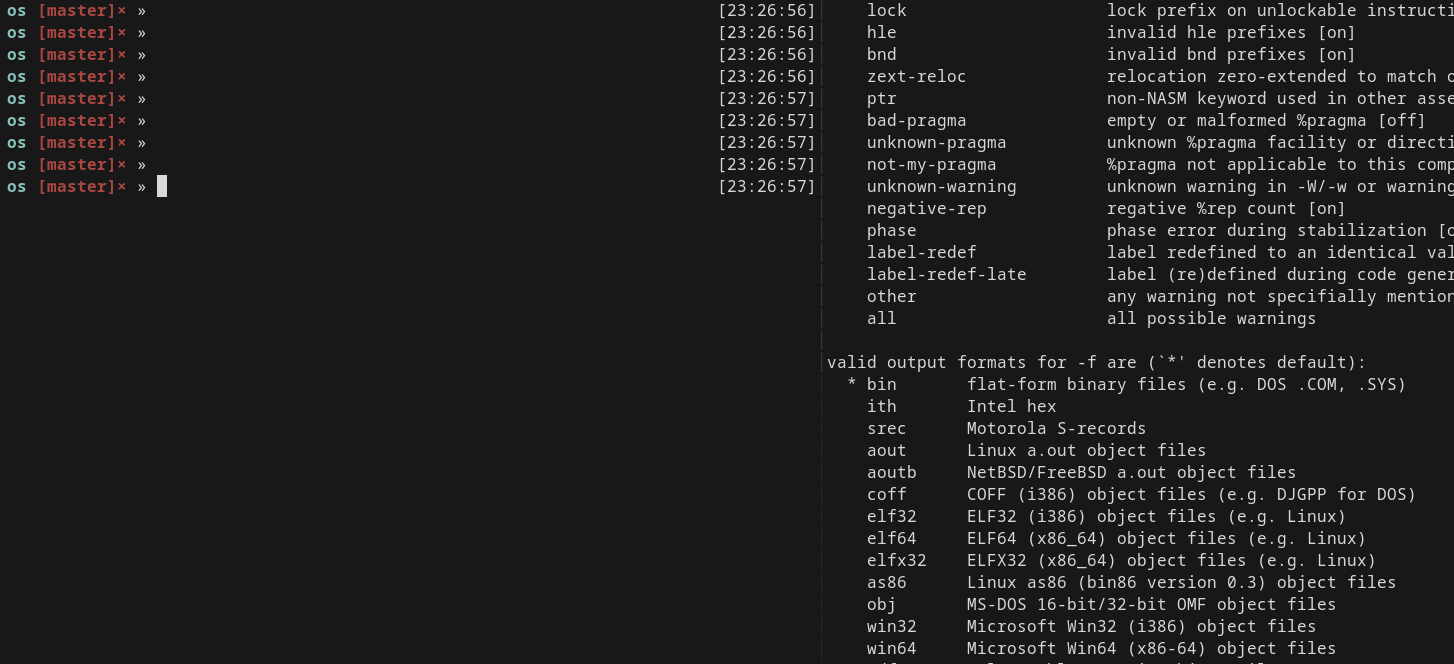 os [master]× » [23:26:56]
os [master]× » [23:26:56]
os [master]× » [23:26:56]
os [master]× » [23:26:56]
os [master]× » [23:26:57]
os [master]× » [23:26:57]
os [master]× » [23:26:57]
os [master]× » [23:26:57]
os [master]× » [23:26:57]
lock lock prefix on unlockable instructi
hle invalid hle prefixes [on]
bnd invalid bnd prefixes [on]
zext-reloc relocation zero-extended to match o
ptr non-NASM keyword used in other asse
bad-pragma empty or malformed %pragma [off]
unknown-pragma unknown %pragma facility or directi
not-my-pragma %pragma not applicable to this comp
unknown-warning unknown warning in -W/-w or warning
negative-rep regative %rep count [on]
phase phase error during stabilization [o
label-redef label redefined to an identical val
label-redef-late label (re)defined during code gener
other any warning not specifially mention
all all possible warnings
valid output formats for -f are (`*' denotes default):
* bin flat-form binary files (e.g. DOS .COM, .SYS)
ith Intel hex
srec Motorola S-records
aout Linux a.out object files
aoutb NetBSD/FreeBSD a.out object files
coff COFF (i386) object files (e.g. DJGPP for DOS)
elf32 ELF32 (i386) object files (e.g. Linux)
elf64 ELF64 (x86_64) object files (e.g. Linux)
elfx32 ELFX32 (x86_64) object files (e.g. Linux)
as86 Linux as86 (bin86 version 0.3) object files
obj MS-DOS 16-bit/32-bit OMF object files
win32 Microsoft Win32 (i386) object files
win64 Microsoft Win64 (x86-64) object files